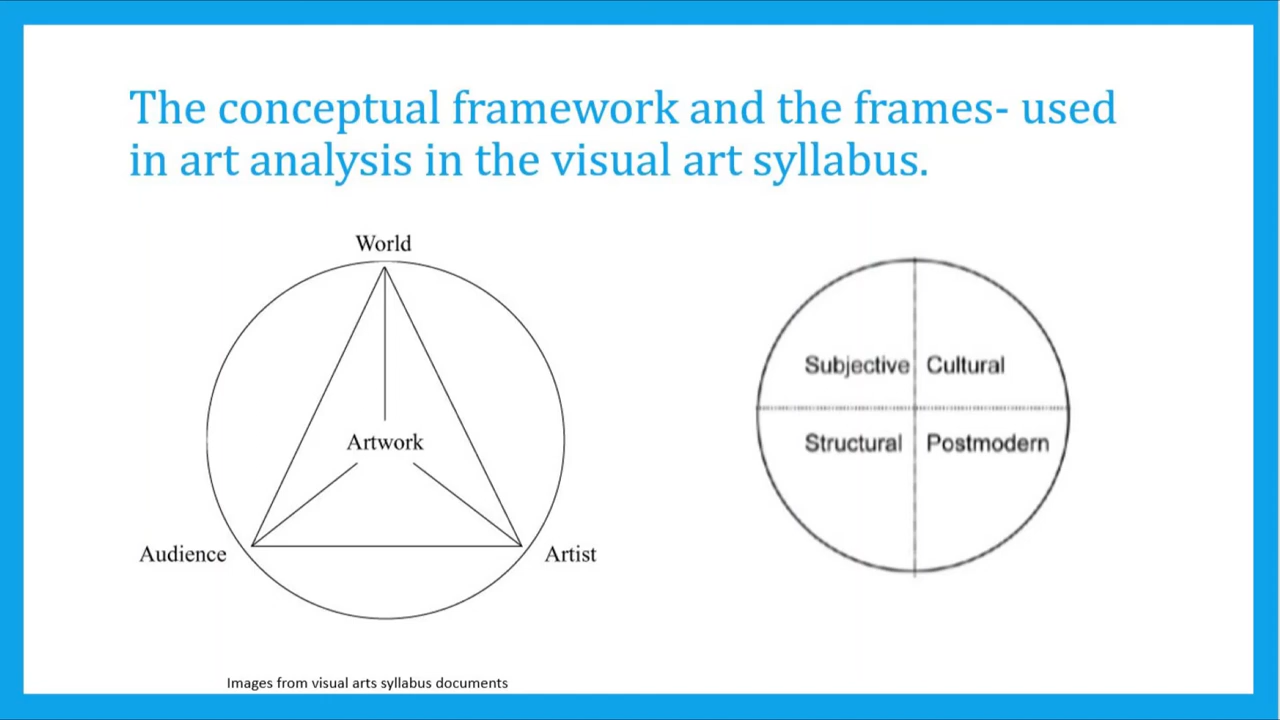 The conceptual framework and the frames- used
in art analysis in the visual art syllabus.
World
Artwork
Audience
Artist
Subjective
Cultural
Structural
Postmodern
Images from visual arts syllabus documents